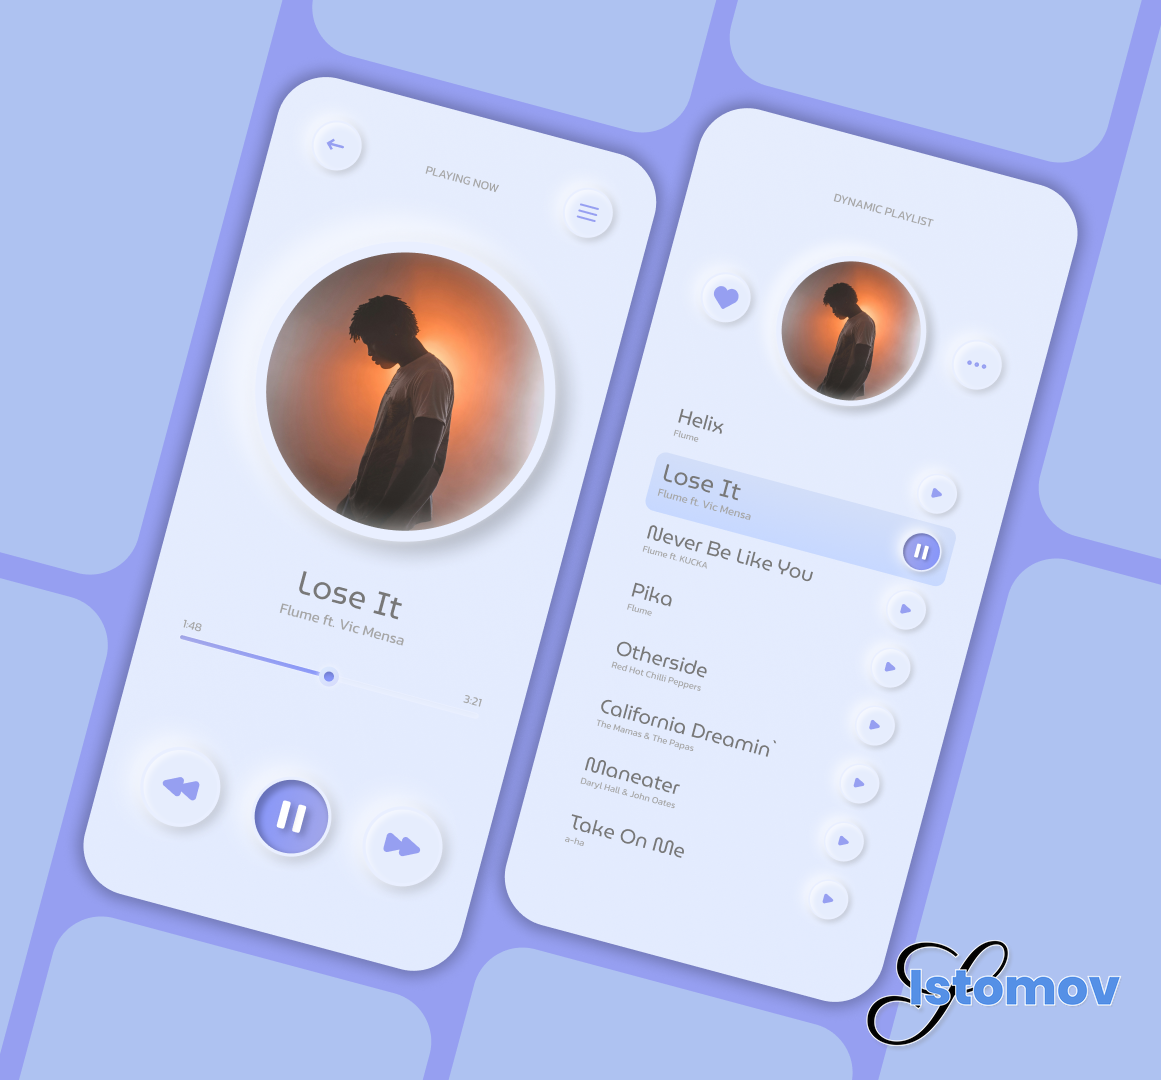 PLAYING NOW
Lose It
Flume ft. Vic Mensa
1:48
3:21
DYNAMIC PLAYLIST
Helix
Flume
Lose It
Flume ft. Vic Mensa
Never Be Like You
Flume ft. KUCKA
Pika
Flume
Otherside
Red Hot Chilli Peppers
California Dreamin`
The Mamas & The Papas
Maneater
Daryl Hall & John Oates
Take On Me
a-ha
S Istomov